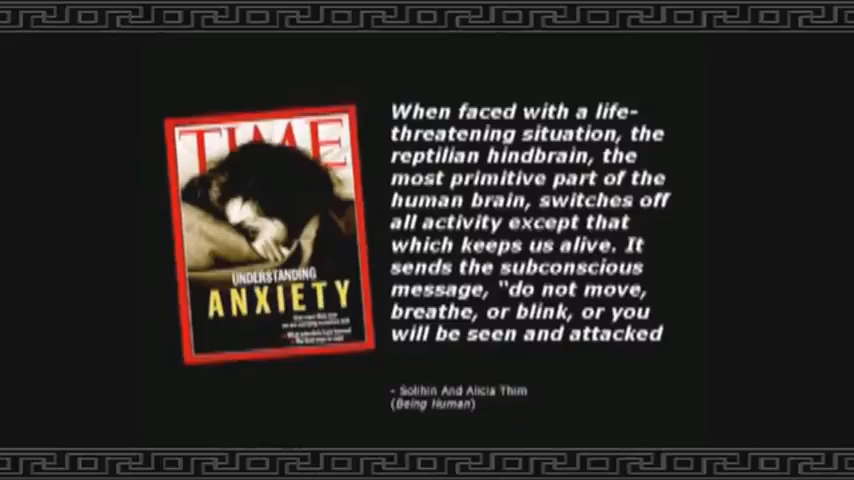 TIME
UNDERSTANDING
ANXIETY
When faced with a life-
threatening situation, the
reptilian hindbrain, the
most primitive part of the
human brain, switches off
all activity except that
which keeps us alive. It
sends the subconscious
message, “do not move,
breathe, or blink, or you
will be seen and attacked
- Solihin And Alicia Thim
(Being Human)